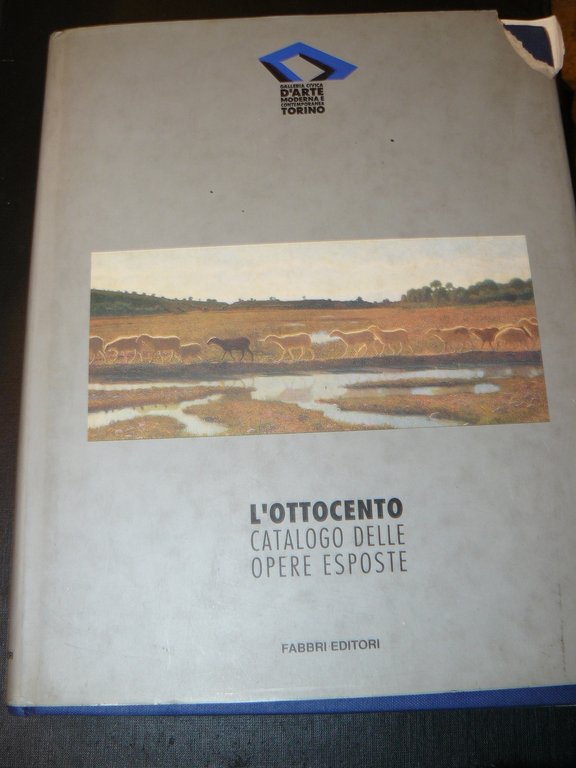 GALLERIA CIVICA
D'ARTE
MODERNA E
CONTEMPORANEA
TORINO
L'OTTOCENTO
CATALOGO DELLE
OPERE ESPOSTE
FABBRI EDITORI